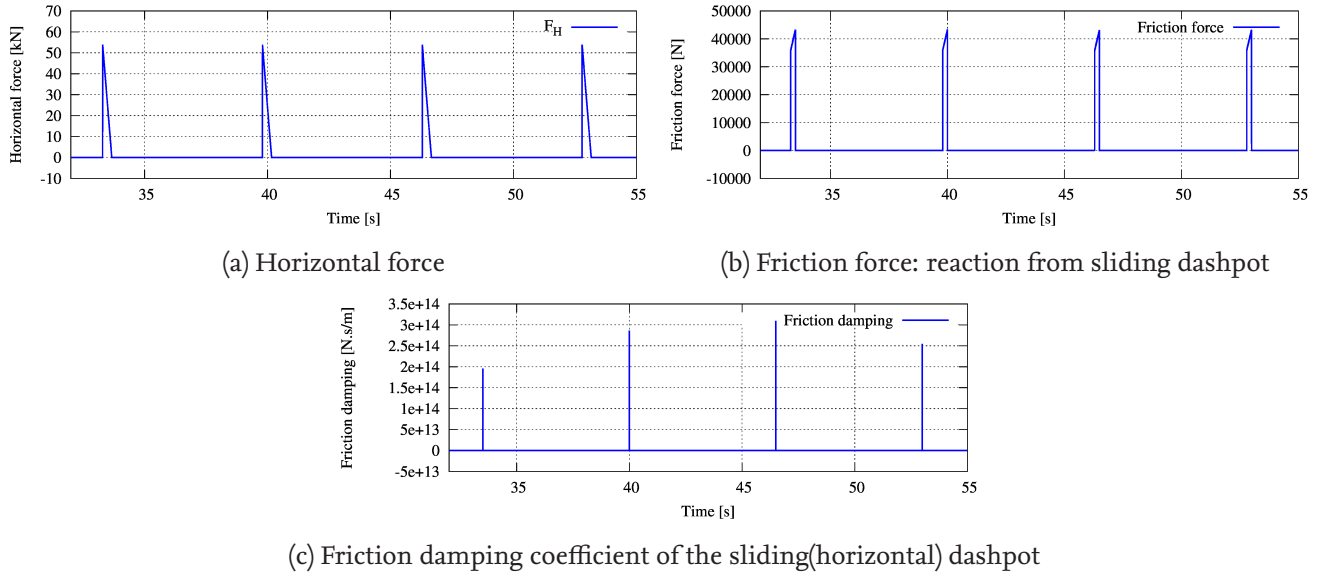 70
60
50
40
30
20
10
0
-10
Horizontal force [kN]
F_H
35
40
45
50
55
Time [s]
(a) Horizontal force
50000
40000
30000
20000
10000
0
-10000
Friction force [N]
Friction force
35
40
45
50
55
Time [s]
(b) Friction force: reaction from sliding dashpot
3.5e+14
3e+14
2.5e+14
2e+14
1.5e+14
1e+14
5e+13
0
-5e+13
Friction damping [N.s/m]
Friction damping
35
40
45
50
55
Time [s]
(c) Friction damping coefficient of the sliding(horizontal) dashpot